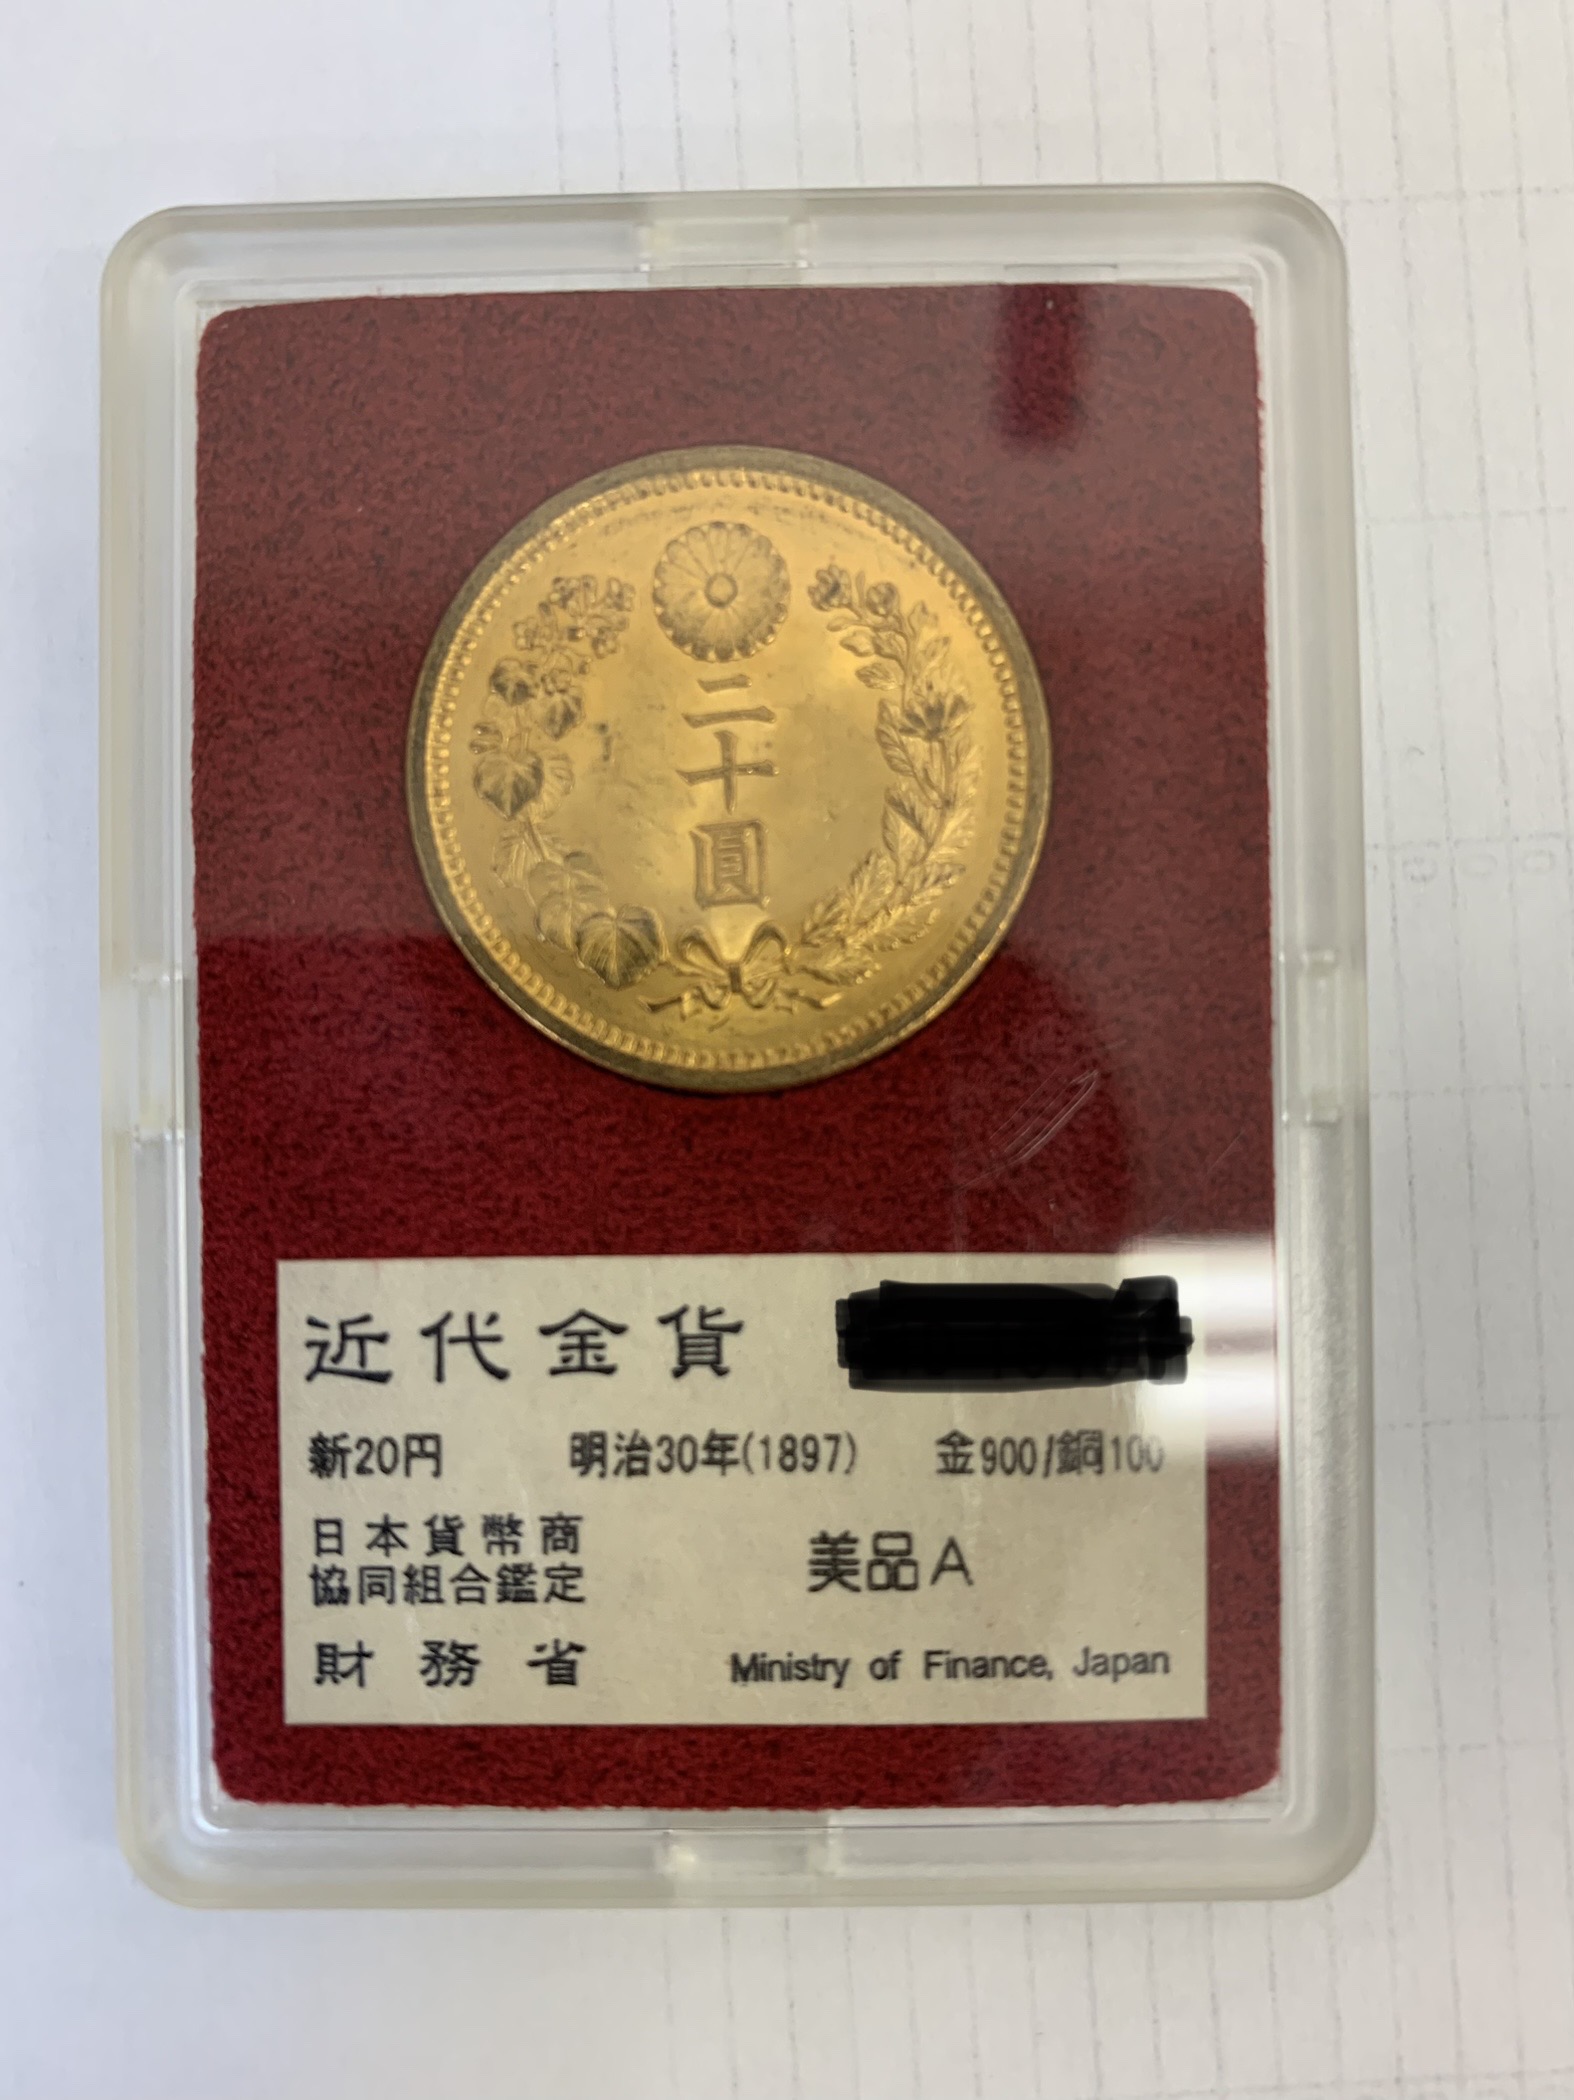 二十圓
近代金貨
新20円 明治30年(1897) 金900/銅100
日本貨幣商
協同組合鑑定
美品A
財務省 Ministry of Finance, Japan